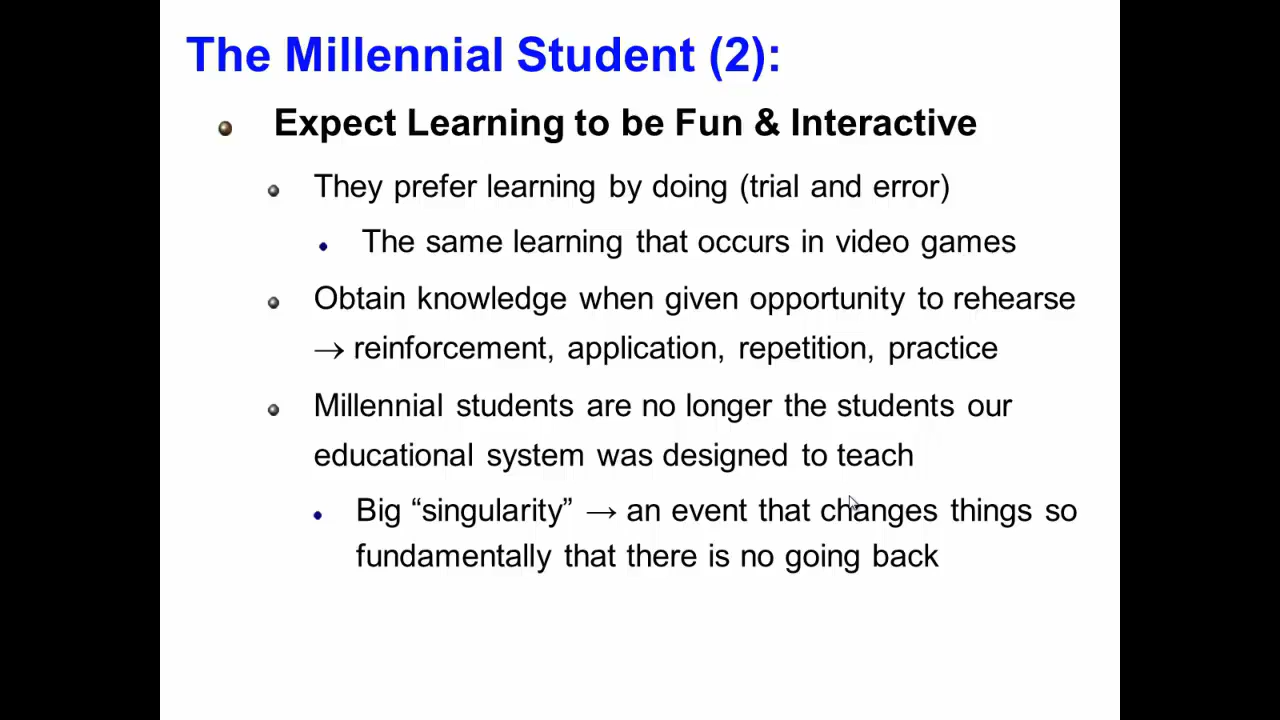 The Millennial Student (2):
Expect Learning to be Fun & Interactive
They prefer learning by doing (trial and error)
The same learning that occurs in video games
Obtain knowledge when given opportunity to rehearse
→ reinforcement, application, repetition, practice
Millennial students are no longer the students our
educational system was designed to teach
Big “singularity” → an event that changes things so
fundamentally that there is no going back